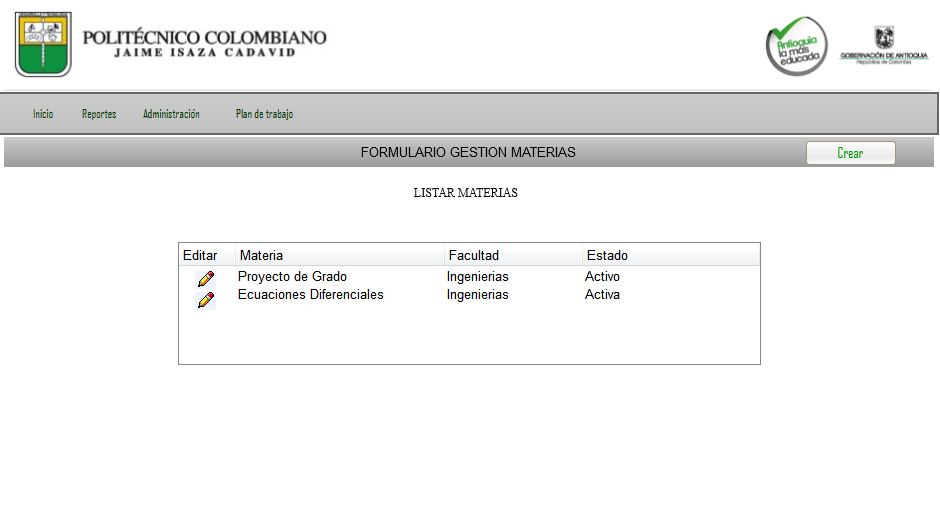 POLITÉCNICO COLOMBIANO
JAIME ISAZA CADAVID
Antioquia
la más
educada
GOBERNACIÓN DE ANTIOQUIA
República de Colombia
Inicio Reportes Administración Plan de trabajo
FORMULARIO GESTION MATERIAS Crear
LISTAR MATERIAS
Editar Materia Facultad Estado
Proyecto de Grado Ingenierias Activo
Ecuaciones Diferenciales Ingenierias Activa